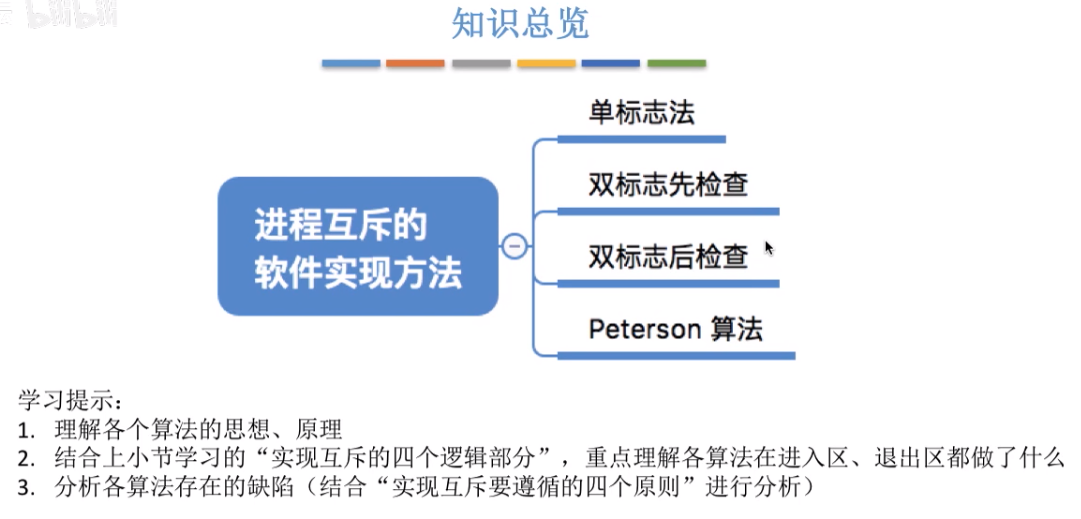 bilibili
知识总览
单标志法
双标志先检查
进程互斥的
软件实现方法
双标志后检查
Peterson 算法
学习提示：
1. 理解各个算法的思想、原理
2. 结合上小节学习的“实现互斥的四个逻辑部分”，重点理解各算法在进入区、退出区都做了什么
3. 分析各算法存在的缺陷（结合“实现互斥要遵循的四个原则”进行分析）